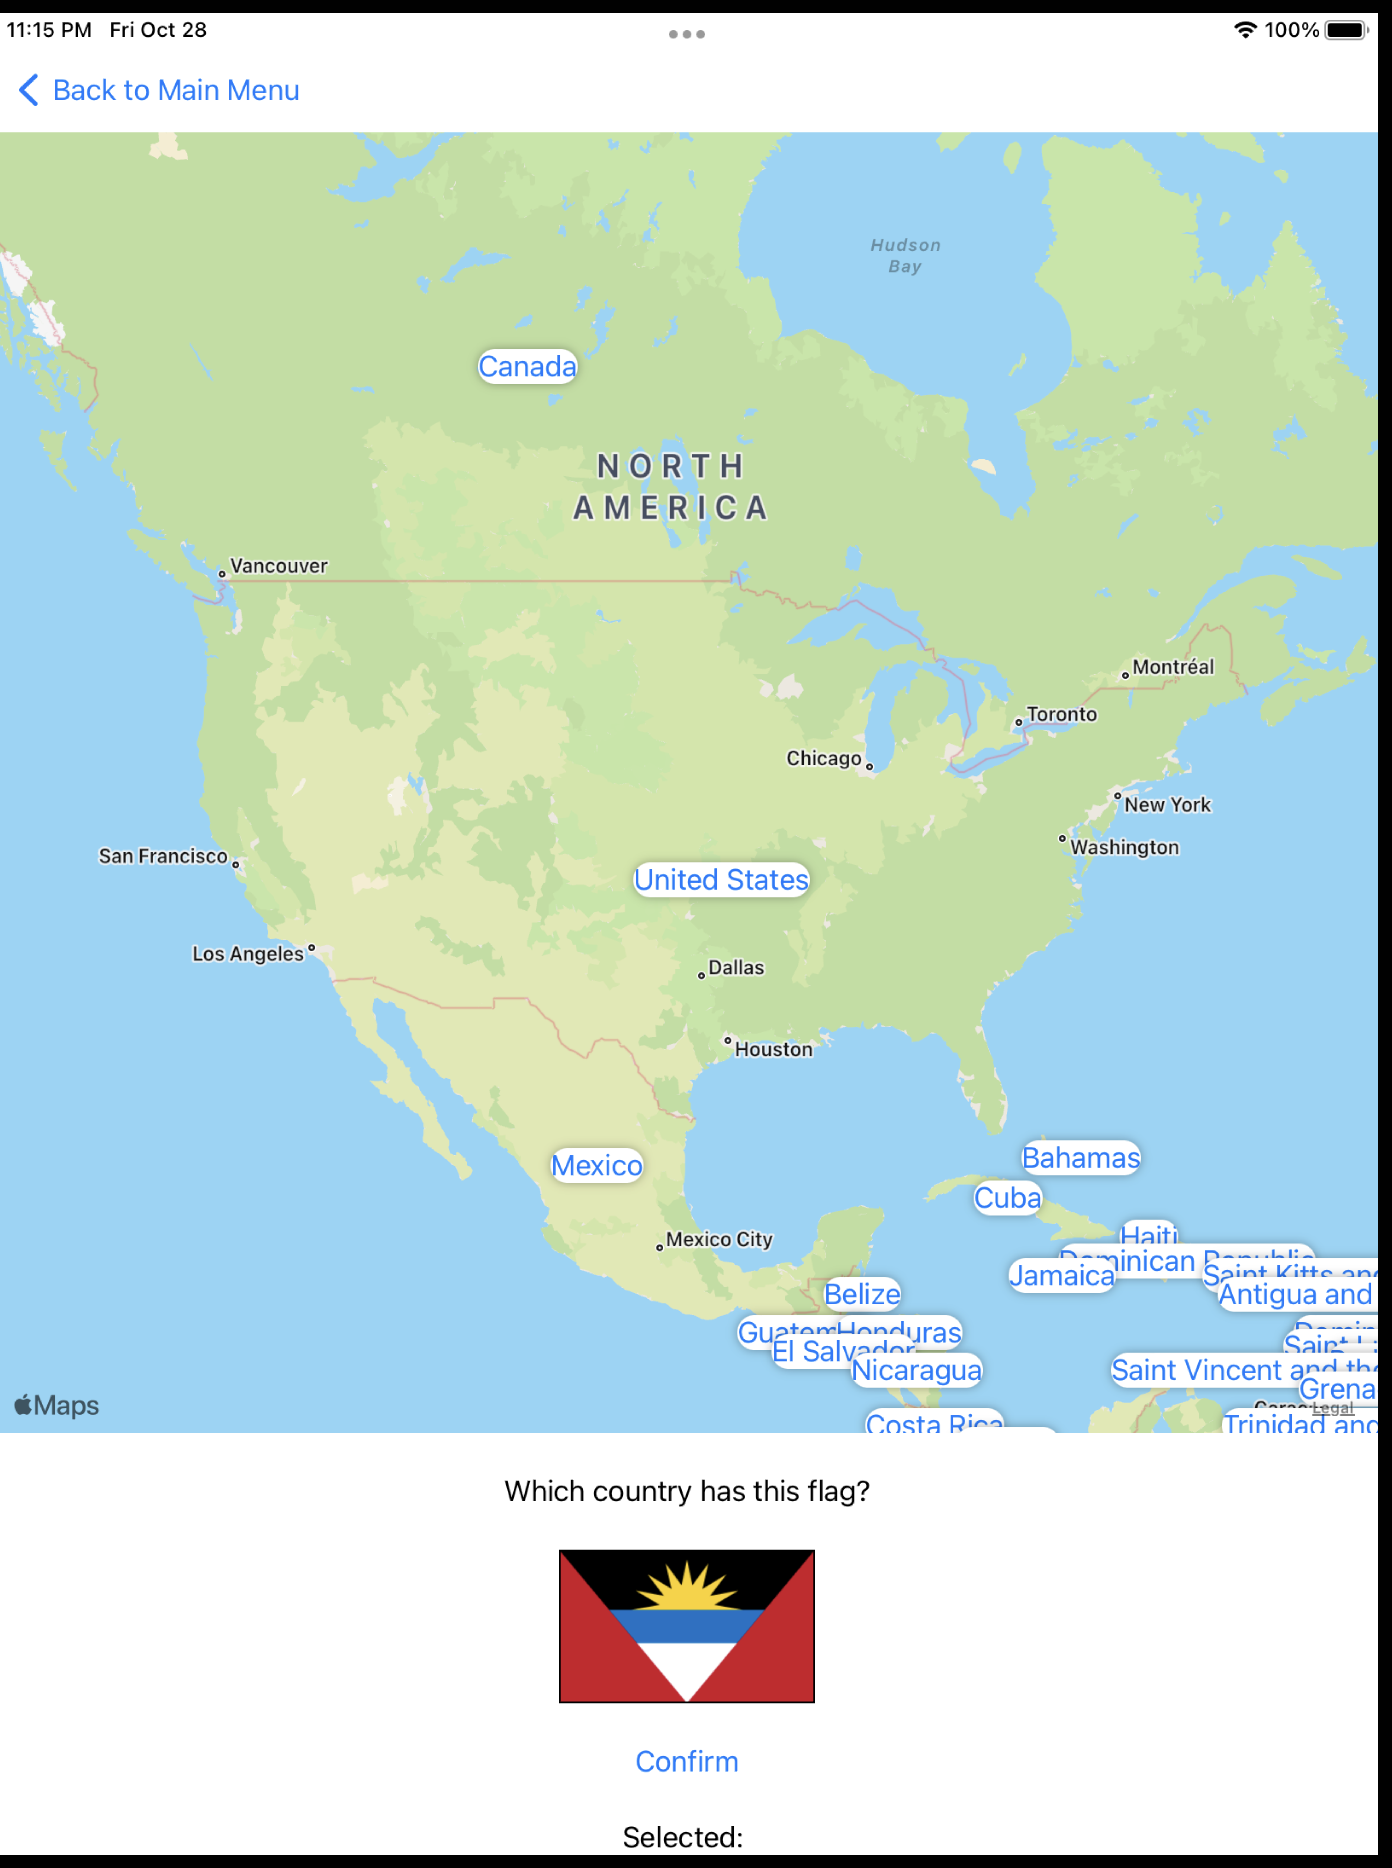 11:15 PM Fri Oct 28
100%
Back to Main Menu
Hudson
Bay
Canada
NORTH
AMERICA
Vancouver
Montréal
Toronto
Chicago
New York
Washington
San Francisco
United States
Los Angeles
Dallas
Houston
Bahamas
Mexico
Cuba
Haiti
Mexico City
Dominican Republic
Jamaica
Saint Kitts and
Belize
Antigua and
Honduras
El Salvador
Nicaragua
Saint Vincent and the
Grena
Maps
Legal
Costa Rica
Trinidad and
Which country has this flag?
Confirm
Selected: